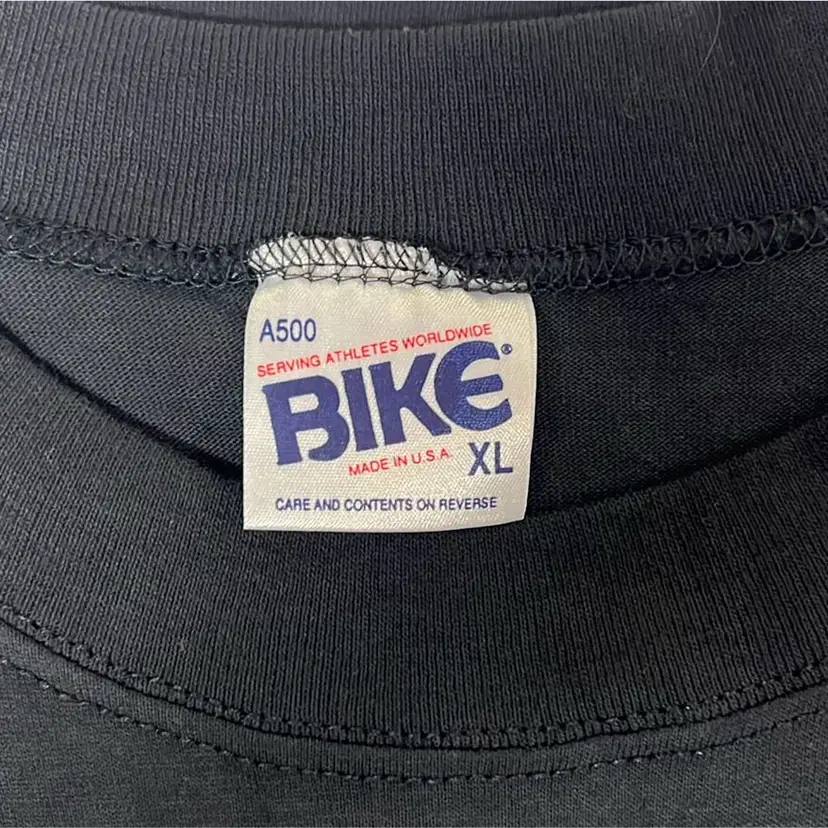 A500
SERVING ATHLETES WORLDWIDE
BIKE®
MADE IN U.S.A. XL
CARE AND CONTENTS ON REVERSE